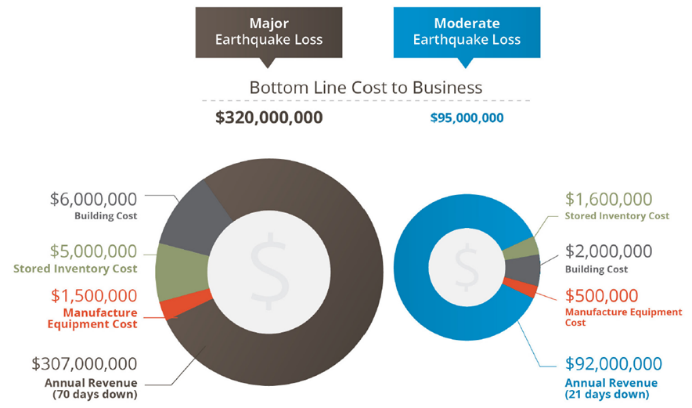 Major
Earthquake Loss
Moderate
Earthquake Loss
Bottom Line Cost to Business
$320,000,000
$95,000,000
$6,000,000
Building Cost
$5,000,000
Stored Inventory Cost
$1,500,000
Manufacture
Equipment Cost
$307,000,000
Annual Revenue
(70 days down)
$
$
$1,600,000
Stored Inventory Cost
$2,000,000
Building Cost
$500,000
Manufacture Equipment
Cost
$92,000,000
Annual Revenue
(21 days down)